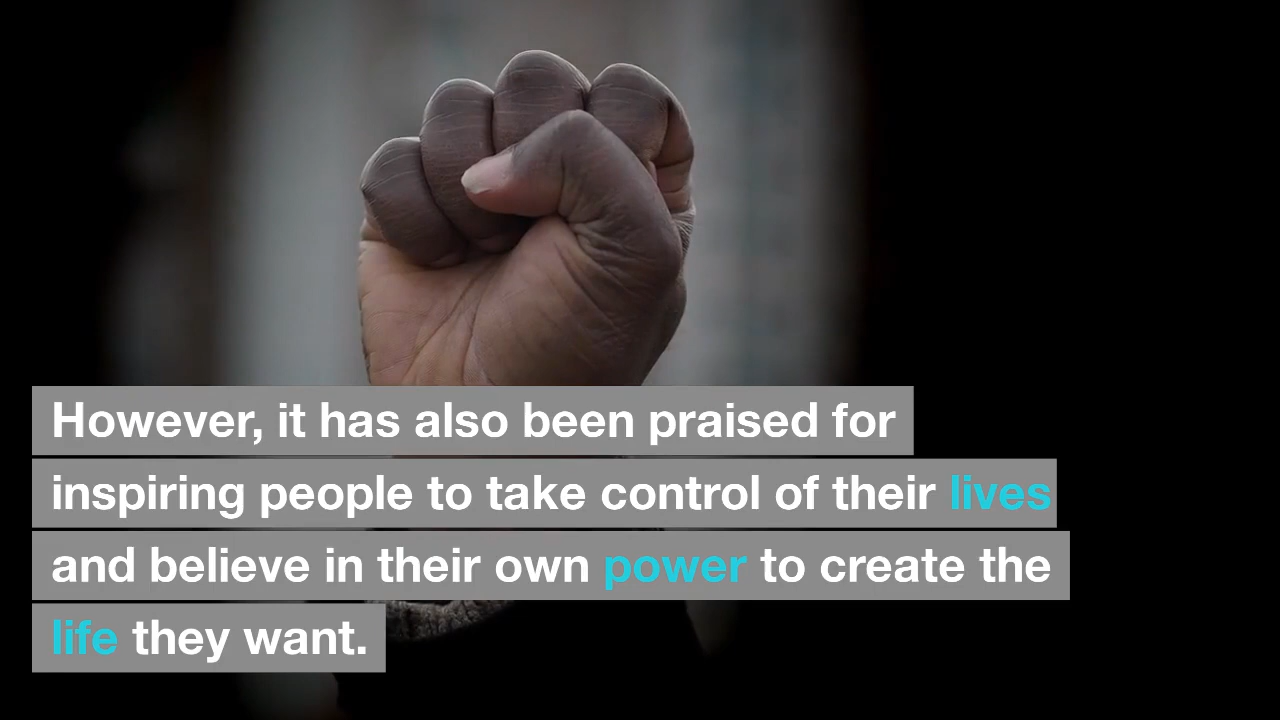 However, it has also been praised for
inspiring people to take control of their lives
and believe in their own power to create the
life they want.